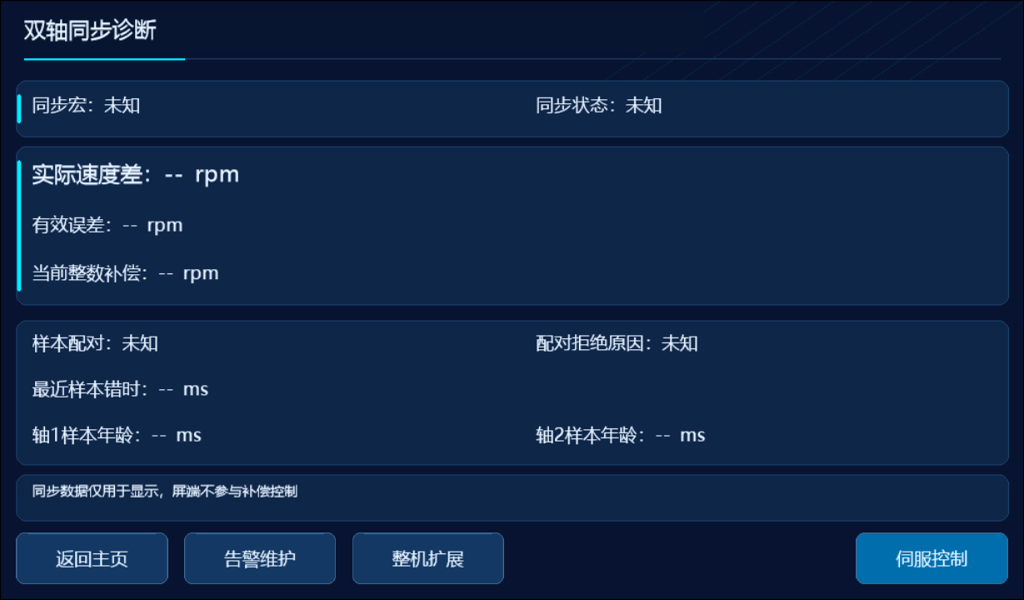 双轴同步诊断
同步宏：未知 同步状态：未知
实际速度差：-- rpm
有效误差：-- rpm
当前整数补偿：-- rpm
样本配对：未知 配对拒绝原因：未知
最近样本错时：-- ms
轴1样本年龄：-- ms 轴2样本年龄：-- ms
同步数据仅用于显示，屏端不参与补偿控制
返回主页 告警维护 整机扩展 伺服控制